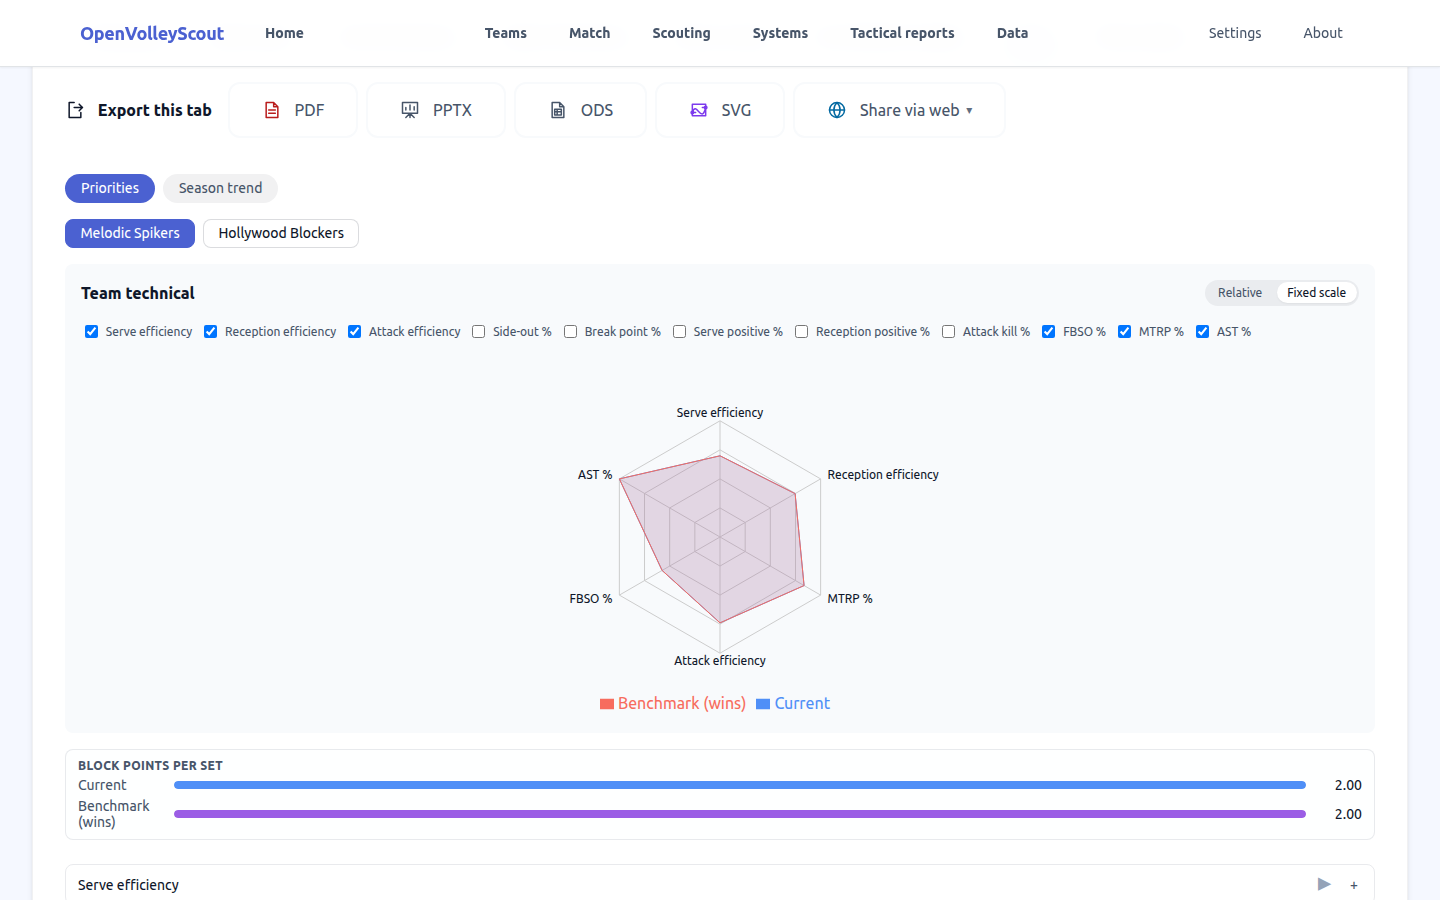 OpenVolleyScout Home Teams Match Scouting Systems Tactical reports Data Settings About
Export this tab PDF PPTX ODS SVG Share via web ▾
Priorities Season trend
Melodic Spikers Hollywood Blockers
Team technical Relative Fixed scale
Serve efficiency Reception efficiency Attack efficiency Side-out % Break point % Serve positive % Reception positive % Attack kill % FBSO % MTRP % AST %
Serve efficiency
AST % Reception efficiency
FBSO % MTRP %
Attack efficiency
Benchmark (wins) Current
BLOCK POINTS PER SET
Current 2.00
Benchmark (wins) 2.00
Serve efficiency ▶ +